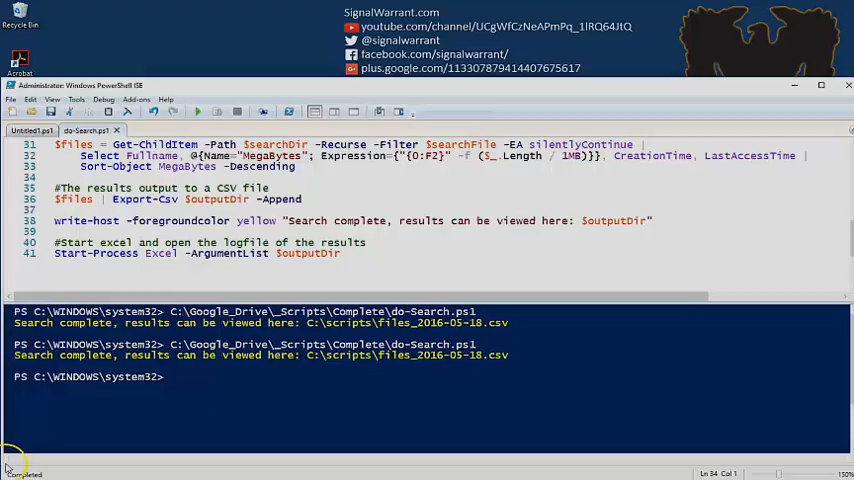 SignalWarrant.com
youtube.com/channel/UCgWfCzNeAPmPq_1lRQ64JtQ
@signalwarrant
facebook.com/signalwarrant/
plus.google.com/113307879414407675617
Recycle Bin
Acrobat
Administrator: Windows PowerShell ISE
File Edit View Tools Debug Add-ons Help
Untitled1.ps1 do-Search.ps1
31 $files = Get-ChildItem -Path $searchDir -Recurse -Filter $searchFile -EA silentlyContinue |
32 Select Fullname, @{Name="MegaBytes"; Expression={"{0:F2}" -f ($_.Length / 1MB)}}, CreationTime, LastAccessTime |
33 Sort-Object MegaBytes -Descending
34
35 #The results output to a CSV file
36 $files | Export-Csv $outputDir -Append
37
38 write-host -foregroundcolor yellow "Search complete, results can be viewed here: $outputDir"
39
40 #Start excel and open the logfile of the results
41 Start-Process Excel -ArgumentList $outputDir
PS C:\WINDOWS\system32> C:\Google_Drive\_Scripts\Complete\do-Search.ps1
Search complete, results can be viewed here: C:\scripts\files_2016-05-18.csv
PS C:\WINDOWS\system32> C:\Google_Drive\_Scripts\Complete\do-Search.ps1
Search complete, results can be viewed here: C:\scripts\files_2016-05-18.csv
PS C:\WINDOWS\system32>
Completed
Ln 34 Col 1
150%